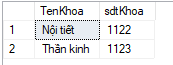 TenKhoa sdtKhoa
1 Nội tiết 1122
2 Thần kinh 1123